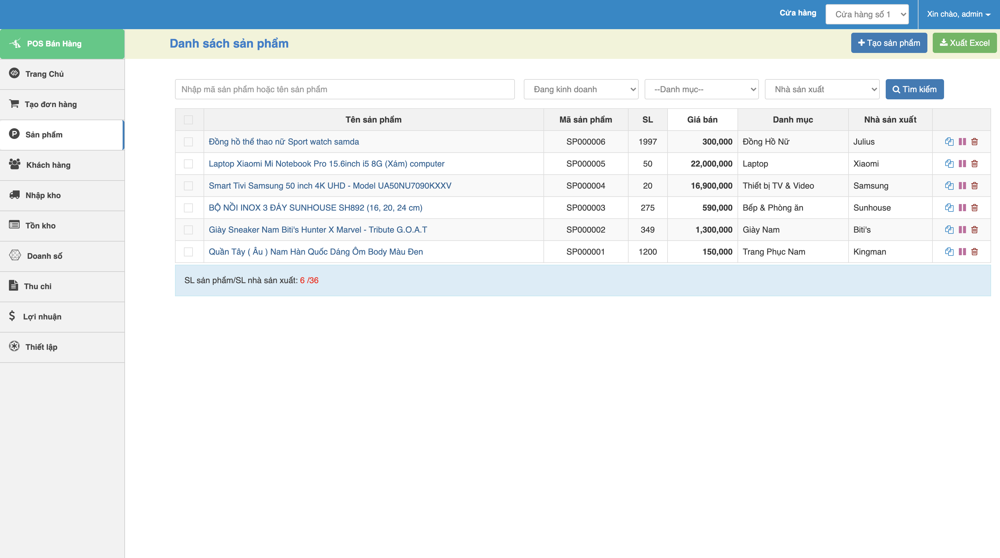 Cửa hàng Cửa hàng số 1 Xin chào, admin
POS Bán Hàng
Danh sách sản phẩm
Tạo sản phẩm
Xuất Excel
Trang Chủ
Tạo đơn hàng
Sản phẩm
Khách hàng
Nhập kho
Tồn kho
Doanh số
Thu chi
Lợi nhuận
Thiết lập
Nhập mã sản phẩm hoặc tên sản phẩm Đang kinh doanh --Danh mục-- Nhà sản xuất Tìm kiếm
Tên sản phẩm Mã sản phẩm SL Giá bán Danh mục Nhà sản xuất
Đồng hồ thể thao nữ Sport watch samda SP000006 1997 300,000 Đồng Hồ Nữ Julius
Laptop Xiaomi Mi Notebook Pro 15.6inch i5 8G (Xám) computer SP000005 50 22,000,000 Laptop Xiaomi
Smart Tivi Samsung 50 inch 4K UHD - Model UA50NU7090KXXV SP000004 20 16,900,000 Thiết bị TV & Video Samsung
BỘ NỒI INOX 3 ĐÁY SUNHOUSE SH892 (16, 20, 24 cm) SP000003 275 590,000 Bếp & Phòng ăn Sunhouse
Giày Sneaker Nam Biti's Hunter X Marvel - Tribute G.O.A.T SP000002 349 1,300,000 Giày Nam Biti's
Quần Tây ( Âu ) Nam Hàn Quốc Dáng Ôm Body Màu Đen SP000001 1200 150,000 Trang Phục Nam Kingman
SL sản phẩm/SL nhà sản xuất: 6 /36